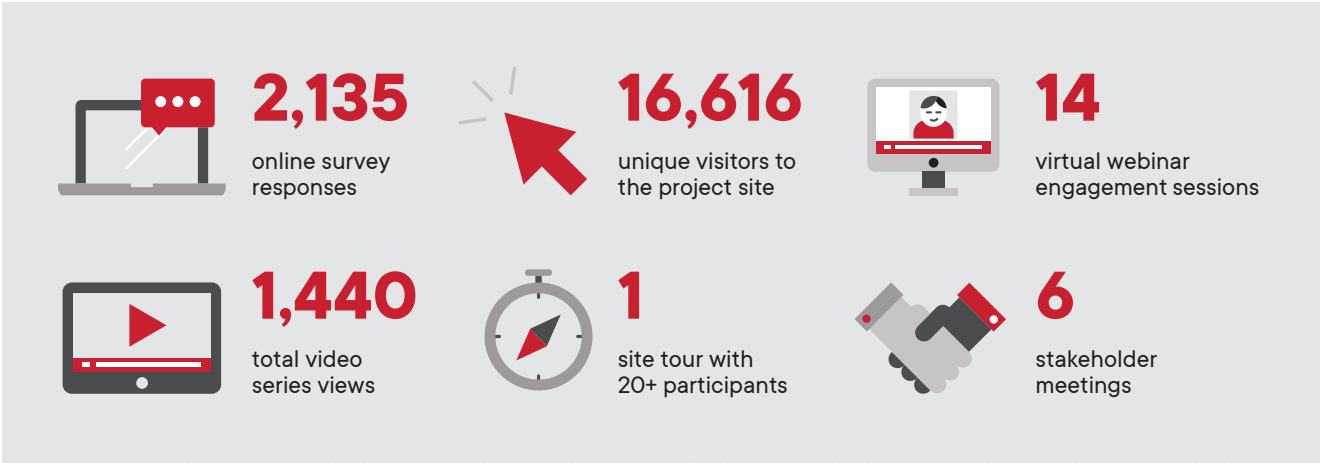 2,135
online survey
responses
16,616
unique visitors to
the project site
14
virtual webinar
engagement sessions
1,440
total video
series views
1
site tour with
20+ participants
6
stakeholder
meetings